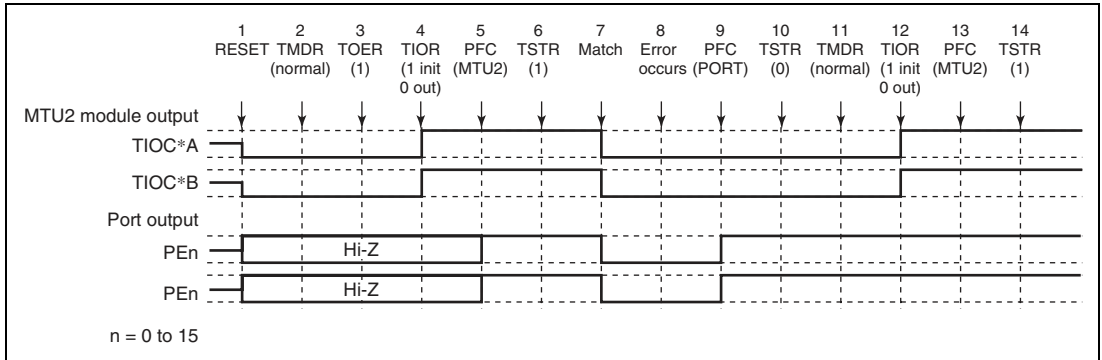 1 2 3 4 5 6 7 8 9 10 11 12 13 14
RESET TMDR TOER TIOR PFC TSTR Match Error PFC TSTR TMDR TIOR PFC TSTR
(normal) (1) (1 init (MTU2) (1) occurs (PORT) (0) (normal) (1 init (MTU2) (1)
0 out) 0 out)
MTU2 module output
TIOC*A
TIOC*B
Port output
PEn Hi-Z
PEn Hi-Z
n = 0 to 15